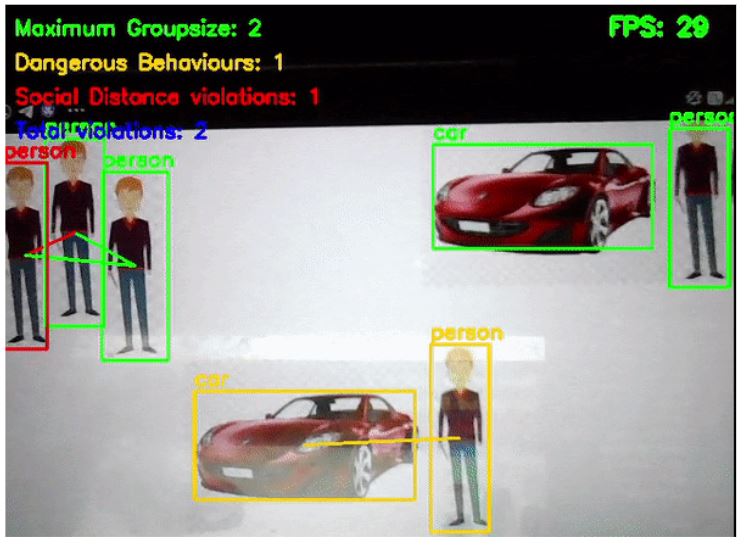 Maximum Groupsize: 2
FPS: 29
Dangerous Behaviours: 1
Social Distance violations: 1
Total violations: 2
person
person
person
car
person
person
car